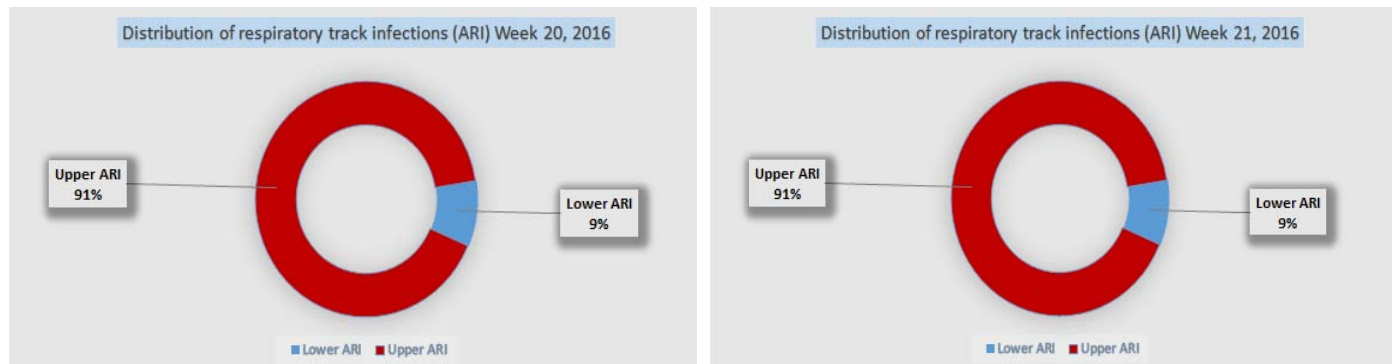 Distribution of respiratory track infections (ARI) Week 20, 2016
Upper ARI
91%
Lower ARI
9%
Lower ARI Upper ARI
Distribution of respiratory track infections (ARI) Week 21, 2016
Upper ARI
91%
Lower ARI
9%
Lower ARI Upper ARI